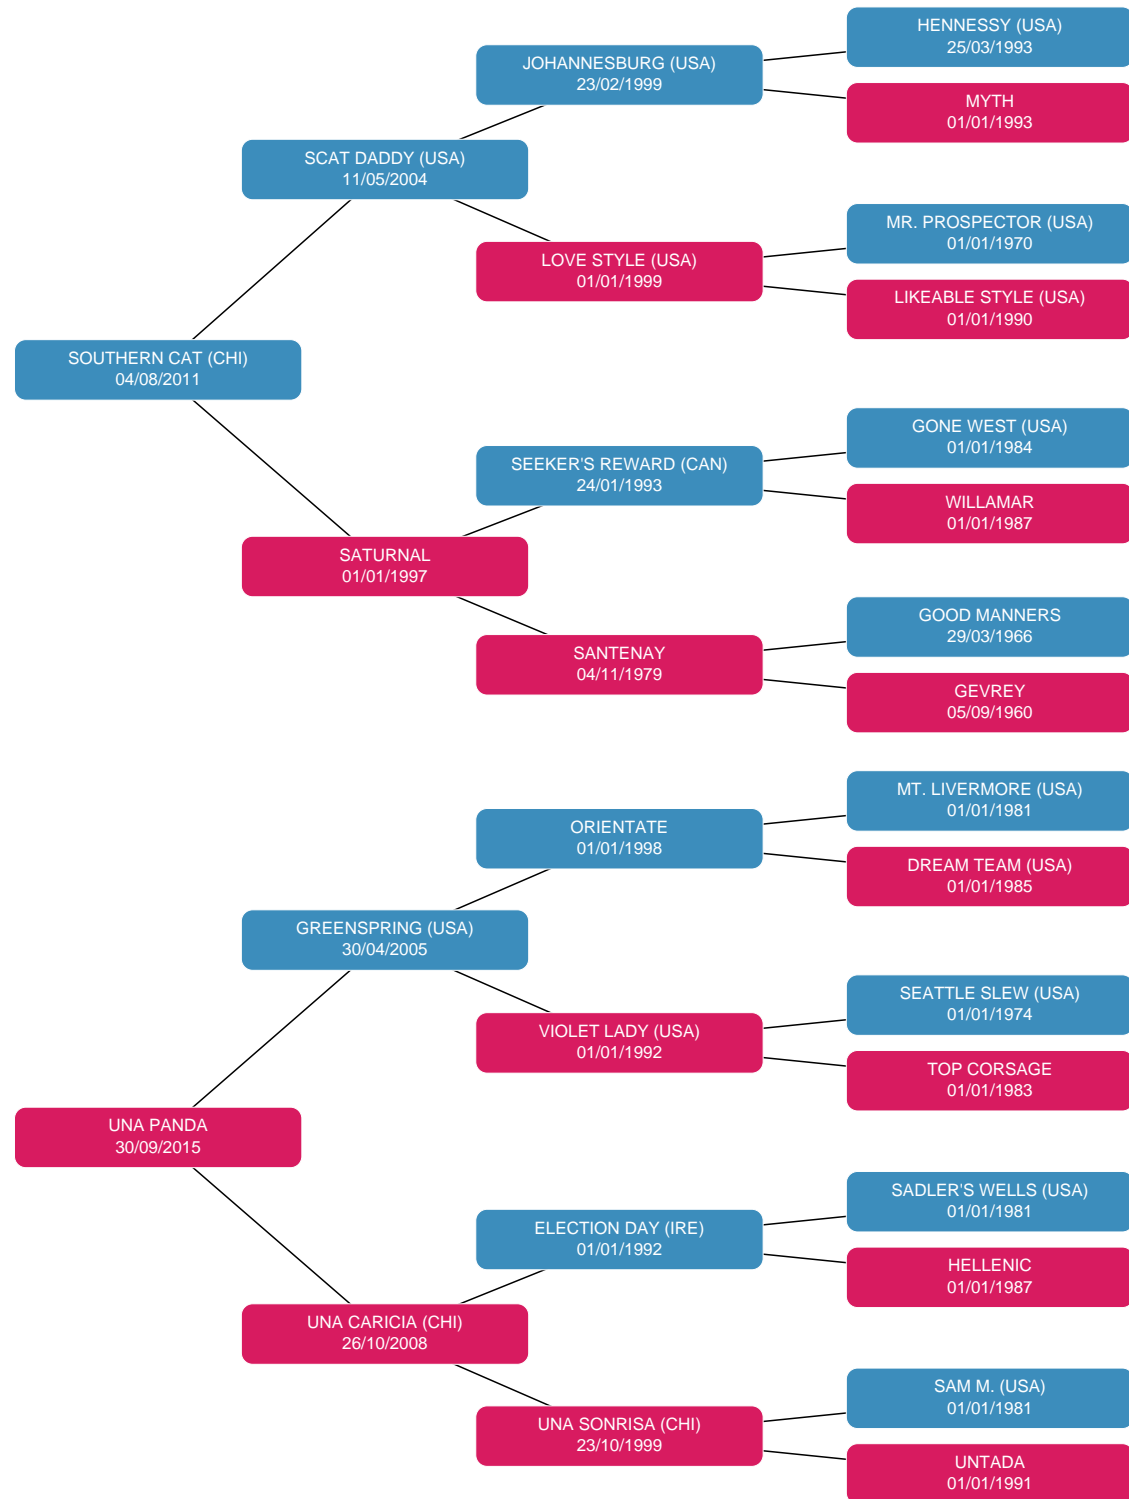 HENNESSY (USA)
25/03/1993
JOHANNESBURG (USA)
23/02/1999
MYTH
01/01/1993
SCAT DADDY (USA)
11/05/2004
MR. PROSPECTOR (USA)
01/01/1970
LOVE STYLE (USA)
01/01/1999
LIKEABLE STYLE (USA)
01/01/1990
SOUTHERN CAT (CHI)
04/08/2011
GONE WEST (USA)
01/01/1984
SEEKER'S REWARD (CAN)
24/01/1993
WILLAMAR
01/01/1987
SATURNAL
01/01/1997
GOOD MANNERS
29/03/1966
SANTENAY
04/11/1979
GEVREY
05/09/1960
MT. LIVERMORE (USA)
01/01/1981
ORIENTATE
01/01/1998
DREAM TEAM (USA)
01/01/1985
GREENSPRING (USA)
30/04/2005
SEATTLE SLEW (USA)
01/01/1974
VIOLET LADY (USA)
01/01/1992
TOP CORSAGE
01/01/1983
UNA PANDA
30/09/2015
SADLER'S WELLS (USA)
01/01/1981
ELECTION DAY (IRE)
01/01/1992
HELLENIC
01/01/1987
UNA CARICIA (CHI)
26/10/2008
SAM M. (USA)
01/01/1981
UNA SONRISA (CHI)
23/10/1999
UNTADA
01/01/1991